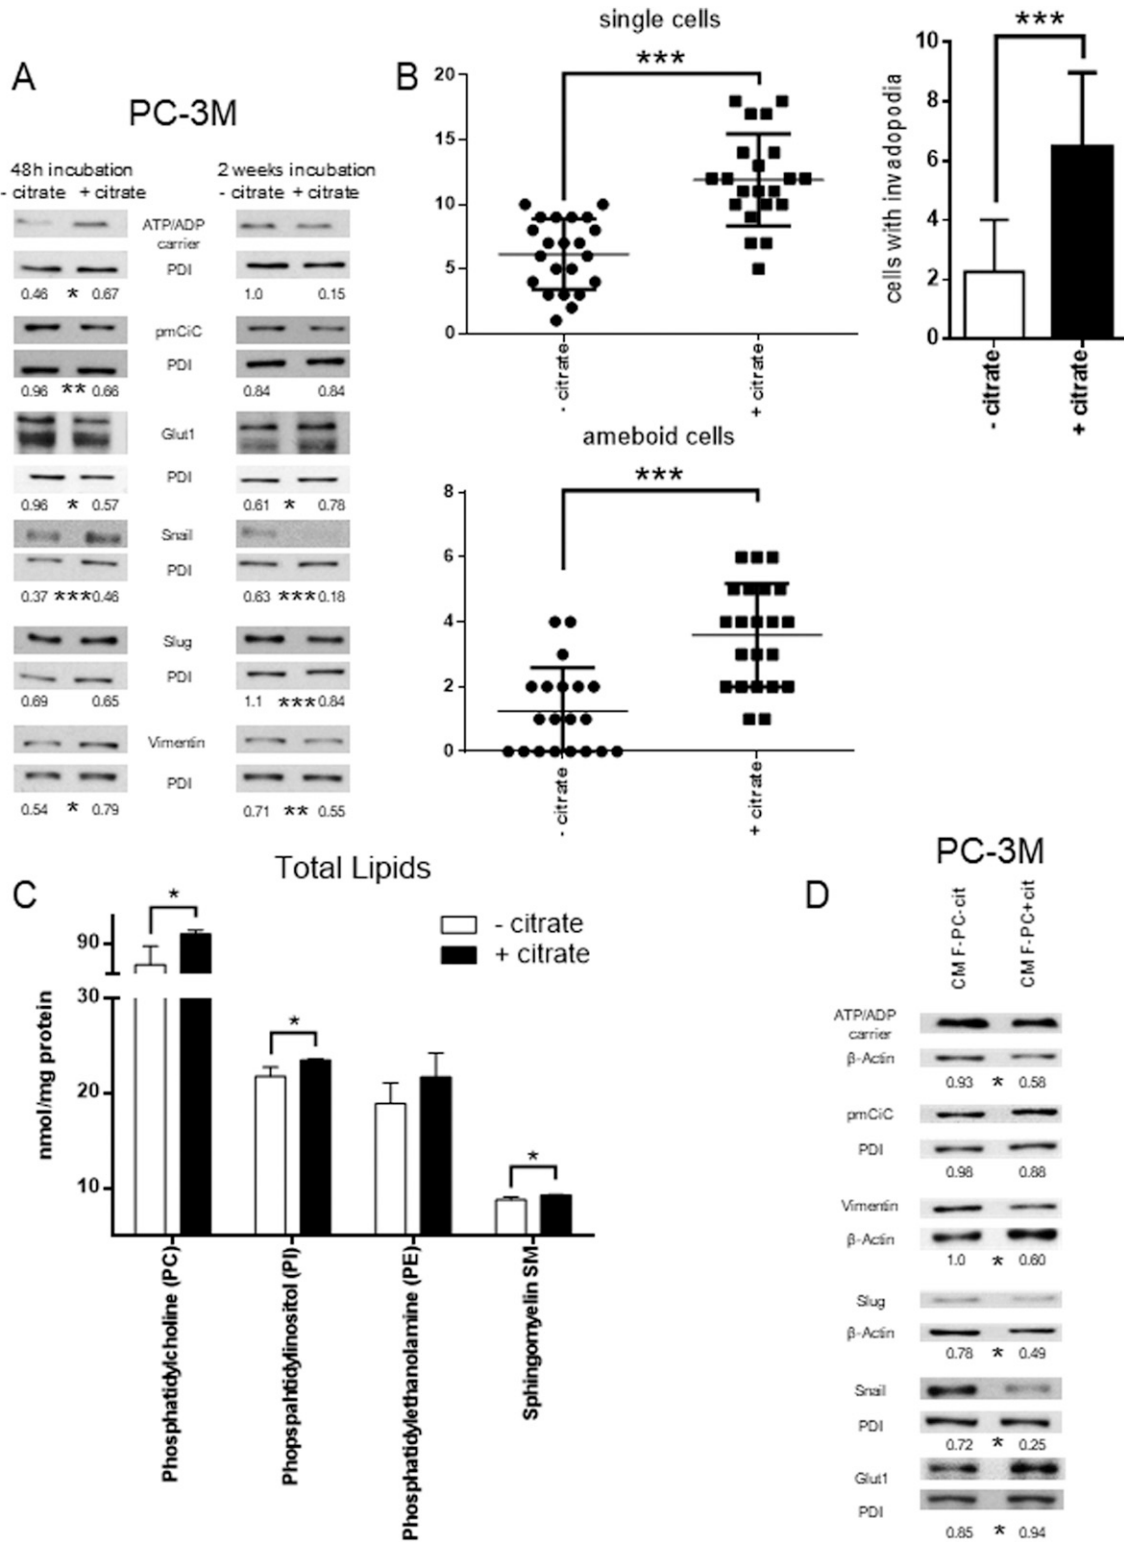 A
PC-3M
48h incubation
- citrate + citrate
2 weeks incubation
- citrate + citrate
ATP/ADP
carrier
PDI
0.46 * 0.67
1.0 0.15
pmCiC
PDI
0.96 ** 0.66
0.84 0.84
Glut1
PDI
0.96 * 0.57
0.61 * 0.78
Snail
PDI
0.37 *** 0.46
0.63 *** 0.18
Slug
PDI
0.69 0.65
1.1 *** 0.84
Vimentin
PDI
0.54 * 0.79
0.71 ** 0.55
B
single cells
***
20
15
10
5
0
- citrate
+ citrate
***
cells with invadopodia
10
8
6
4
2
0
- citrate
+ citrate
ameboid cells
***
8
6
4
2
0
- citrate
+ citrate
C
Total Lipids
- citrate
+ citrate
nmol/mg protein
90
30
20
10
*
*
*
Phosphatidylcholine (PC)
Phopspahtidylinositol (PI)
Phosphatidylethanolamine (PE)
Sphingomyelin SM
D
PC-3M
CM F-PC-cit
CM F-PC+cit
ATP/ADP
carrier
β-Actin
0.93 * 0.58
pmCiC
PDI
0.98 0.88
Vimentin
β-Actin
1.0 * 0.60
Slug
β-Actin
0.78 * 0.49
Snail
PDI
0.72 * 0.25
Glut1
PDI
0.85 * 0.94